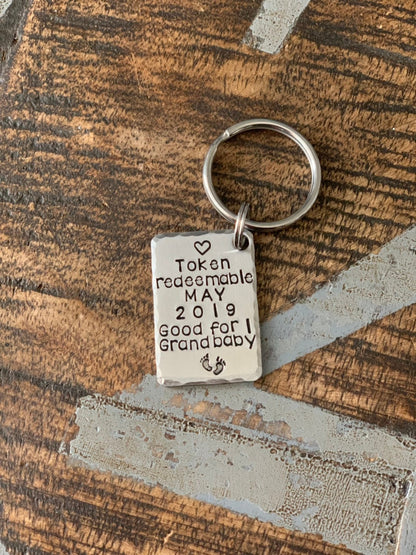 Token
redeemable
MAY
2019
Good for 1
Grandbaby